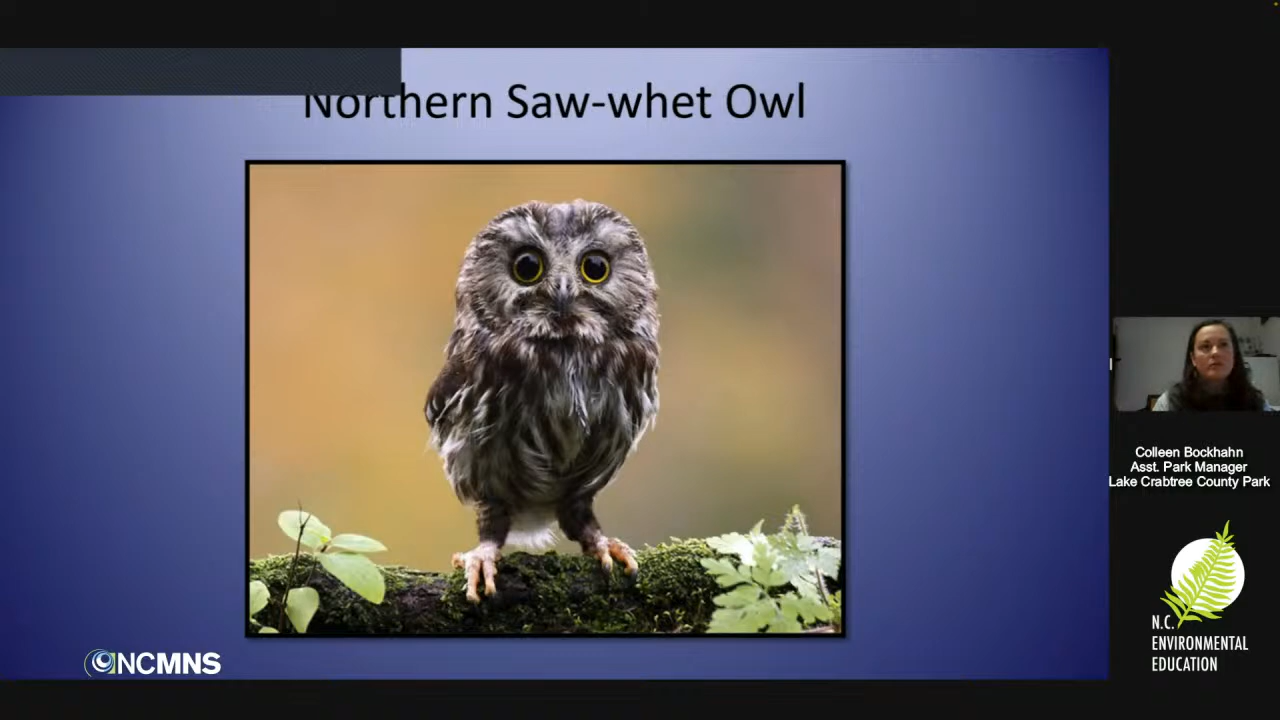 Northern Saw-whet Owl
Colleen Bockhahn
Asst. Park Manager
Lake Crabtree County Park
N.C.
ENVIRONMENTAL
EDUCATION
NCMNS